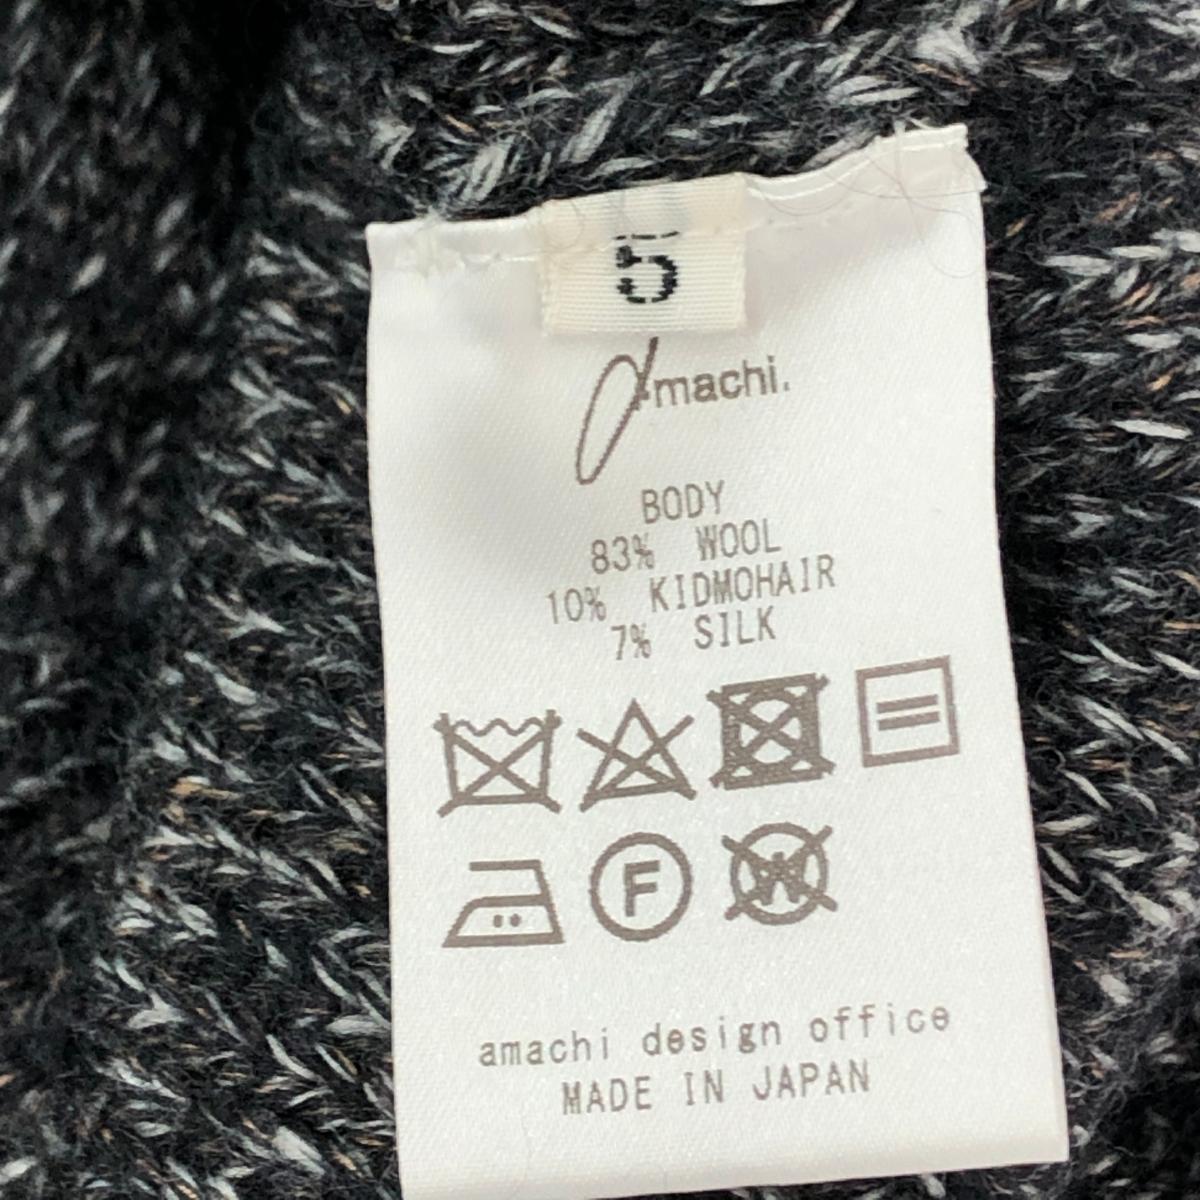 5
amachi.
BODY
83% WOOL
10% KIDMOHAIR
7% SILK
F
W
amachi design office
MADE IN JAPAN